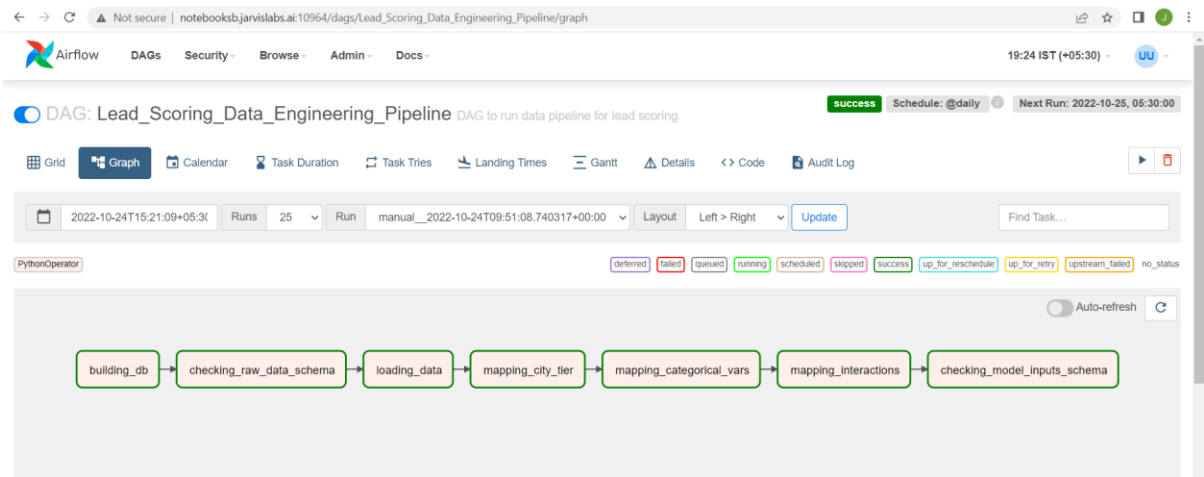 Not secure | notebooksb.jarvislabs.ai:10964/dags/Lead_Scoring_Data_Engineering_Pipeline/graph J
Airflow DAGs Security Browse Admin Docs 19:24 IST (+05:30) UU
DAG: Lead_Scoring_Data_Engineering_Pipeline DAG to run data pipeline for lead scoring success Schedule: @daily i Next Run: 2022-10-25, 05:30:00
Grid Graph Calendar Task Duration Task Tries Landing Times Gantt Details <> Code Audit Log
2022-10-24T15:21:09+05:3( Runs 25 Run manual__2022-10-24T09:51:08.740317+00:00 Layout Left > Right Update Find Task...
PythonOperator deferred failed queued running scheduled skipped success up_for_reschedule up_for_retry upstream_failed no_status
Auto-refresh
building_db checking_raw_data_schema loading_data mapping_city_tier mapping_categorical_vars mapping_interactions checking_model_inputs_schema